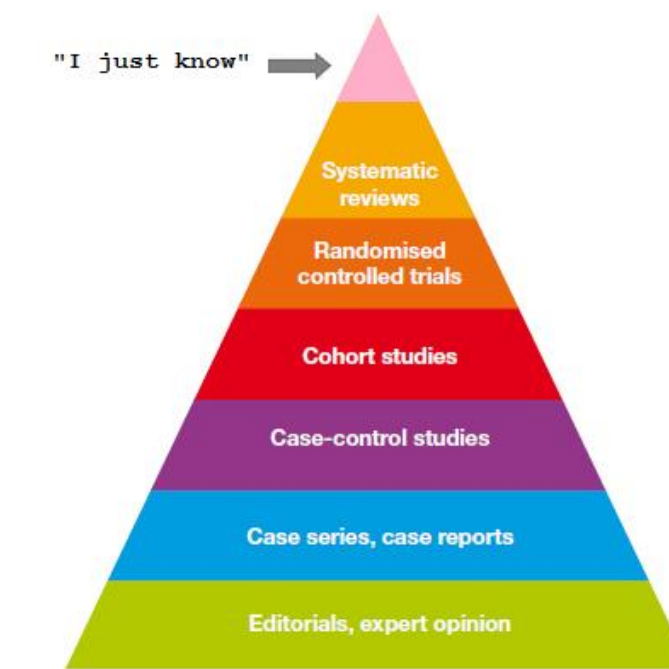 "I just know"
Systematic
reviews
Randomised
controlled trials
Cohort studies
Case-control studies
Case series, case reports
Editorials, expert opinion